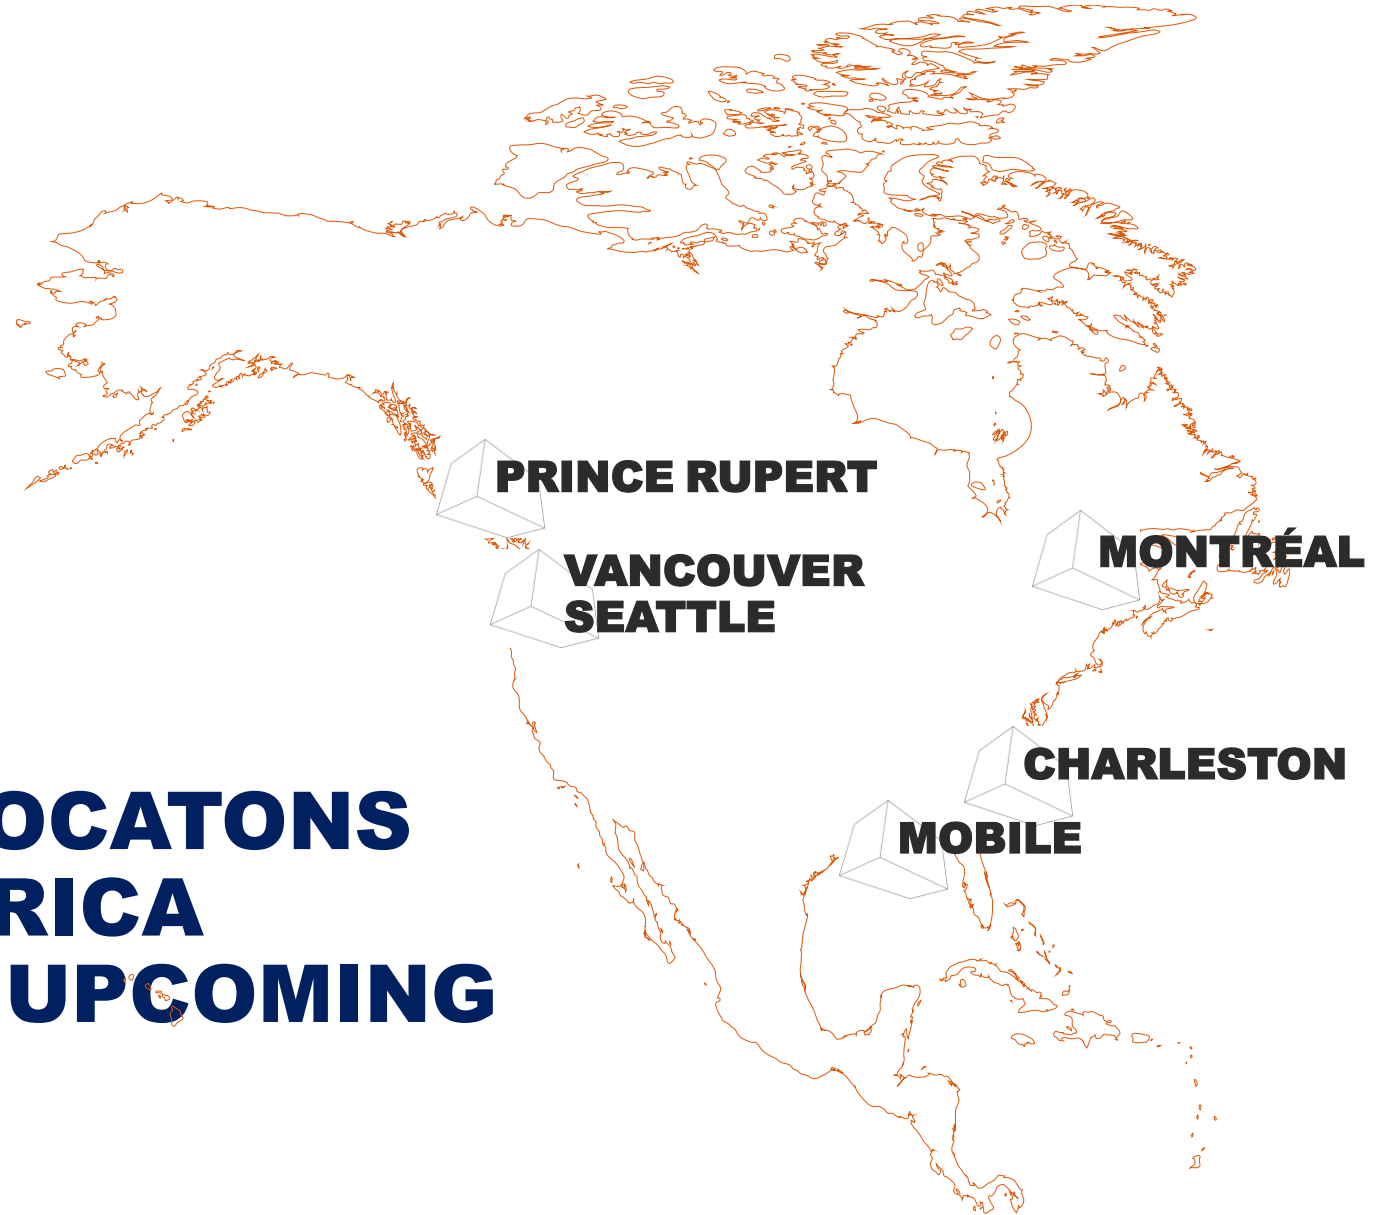 PRINCE RUPERT
VANCOUVER
SEATTLE
MONTRÉAL
CHARLESTON
MOBILE
OCATONS
RICA
UPCOMING